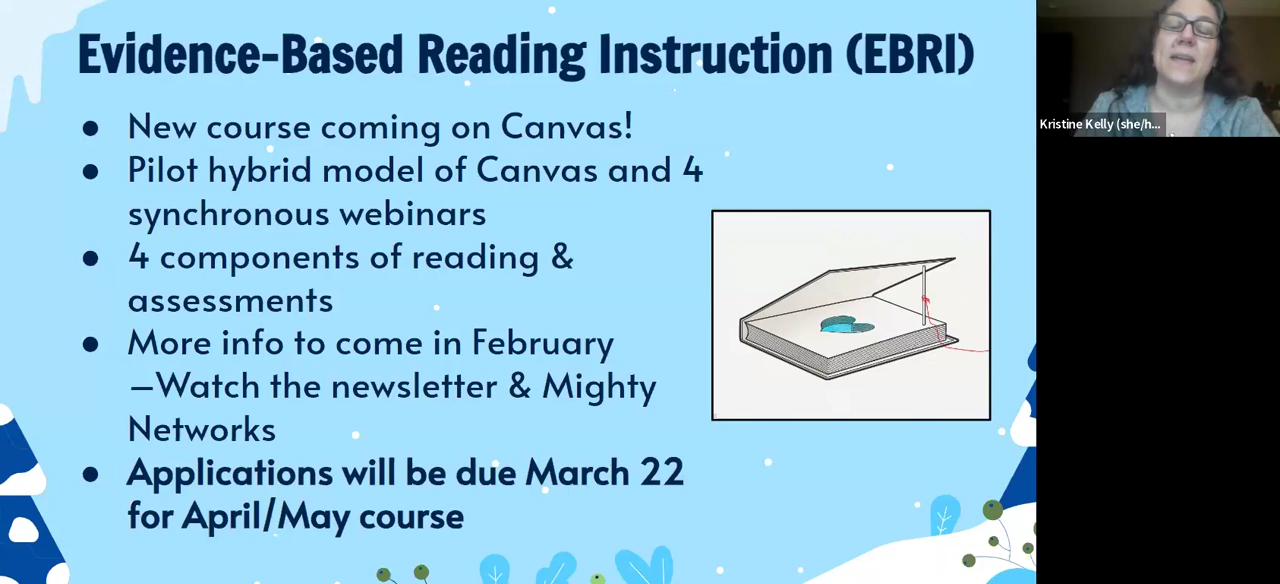 Evidence-Based Reading Instruction (EBRI)
● New course coming on Canvas!
● Pilot hybrid model of Canvas and 4
synchronous webinars
● 4 components of reading &
assessments
● More info to come in February
–Watch the newsletter & Mighty
Networks
● Applications will be due March 22
for April/May course
Kristine Kelly (she/h...